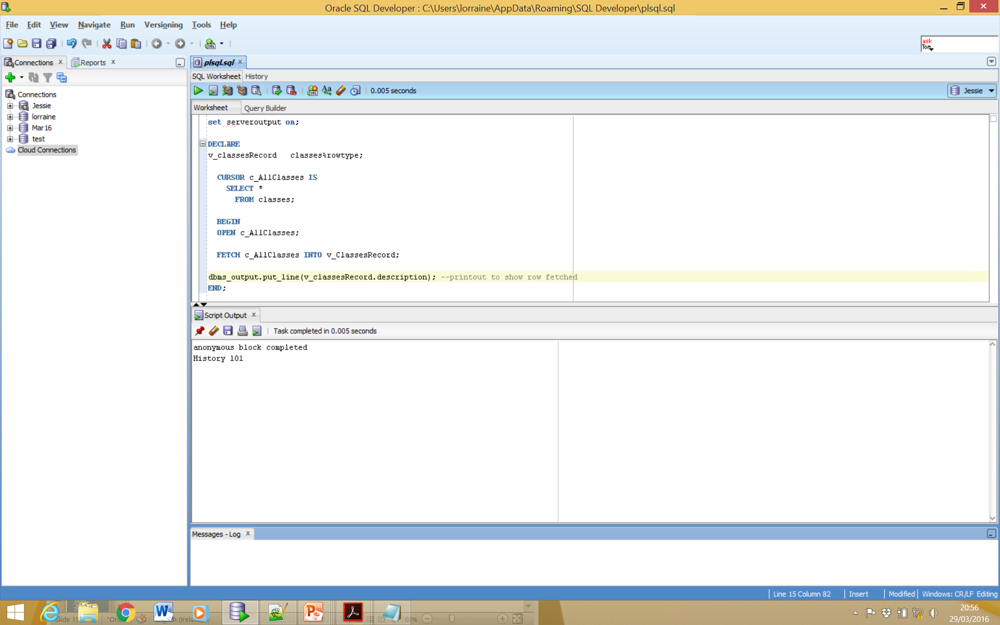 Oracle SQL Developer : C:\Users\lorraine\AppData\Roaming\SQL Developer\plsql.sql
File Edit View Navigate Run Versioning Tools Help
ask
Tom
Connections
Reports
plsql.sql
SQL Worksheet History
0.005 seconds
Jessie
Worksheet Query Builder
Connections
Jessie
lorraine
Mar16
test
Cloud Connections
set serveroutput on;
DECLARE
v_classesRecord classes%rowtype;
CURSOR c_AllClasses IS
SELECT *
FROM classes;
BEGIN
OPEN c_AllClasses;
FETCH c_AllClasses INTO v_ClassesRecord;
dbms_output.put_line(v_classesRecord.description); --printout to show row fetched
END;
Script Output
Task completed in 0.005 seconds
anonymous block completed
History 101
Messages - Log
Line 15 Column 82 Insert Modified Windows: CR/LF Editing
Slide 15
60%
20:56
29/03/2016